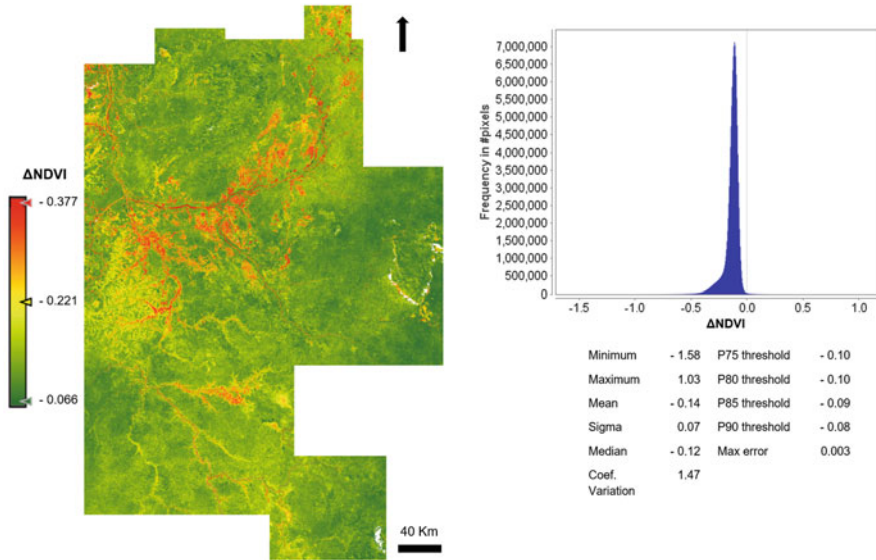 ΔNDVI
- 0.377
- 0.221
- 0.066
40 Km
Frequency in #pixels
7,000,000
6,500,000
6,000,000
5,500,000
5,000,000
4,500,000
4,000,000
3,500,000
3,000,000
2,500,000
2,000,000
1,500,000
1,000,000
500,000
0
-1.5 -1.0 -0.5 0.0 0.5 1.0
ΔNDVI
Minimum - 1.58 P75 threshold - 0.10
Maximum 1.03 P80 threshold - 0.10
Mean - 0.14 P85 threshold - 0.09
Sigma 0.07 P90 threshold - 0.08
Median - 0.12 Max error 0.003
Coef. 1.47
Variation